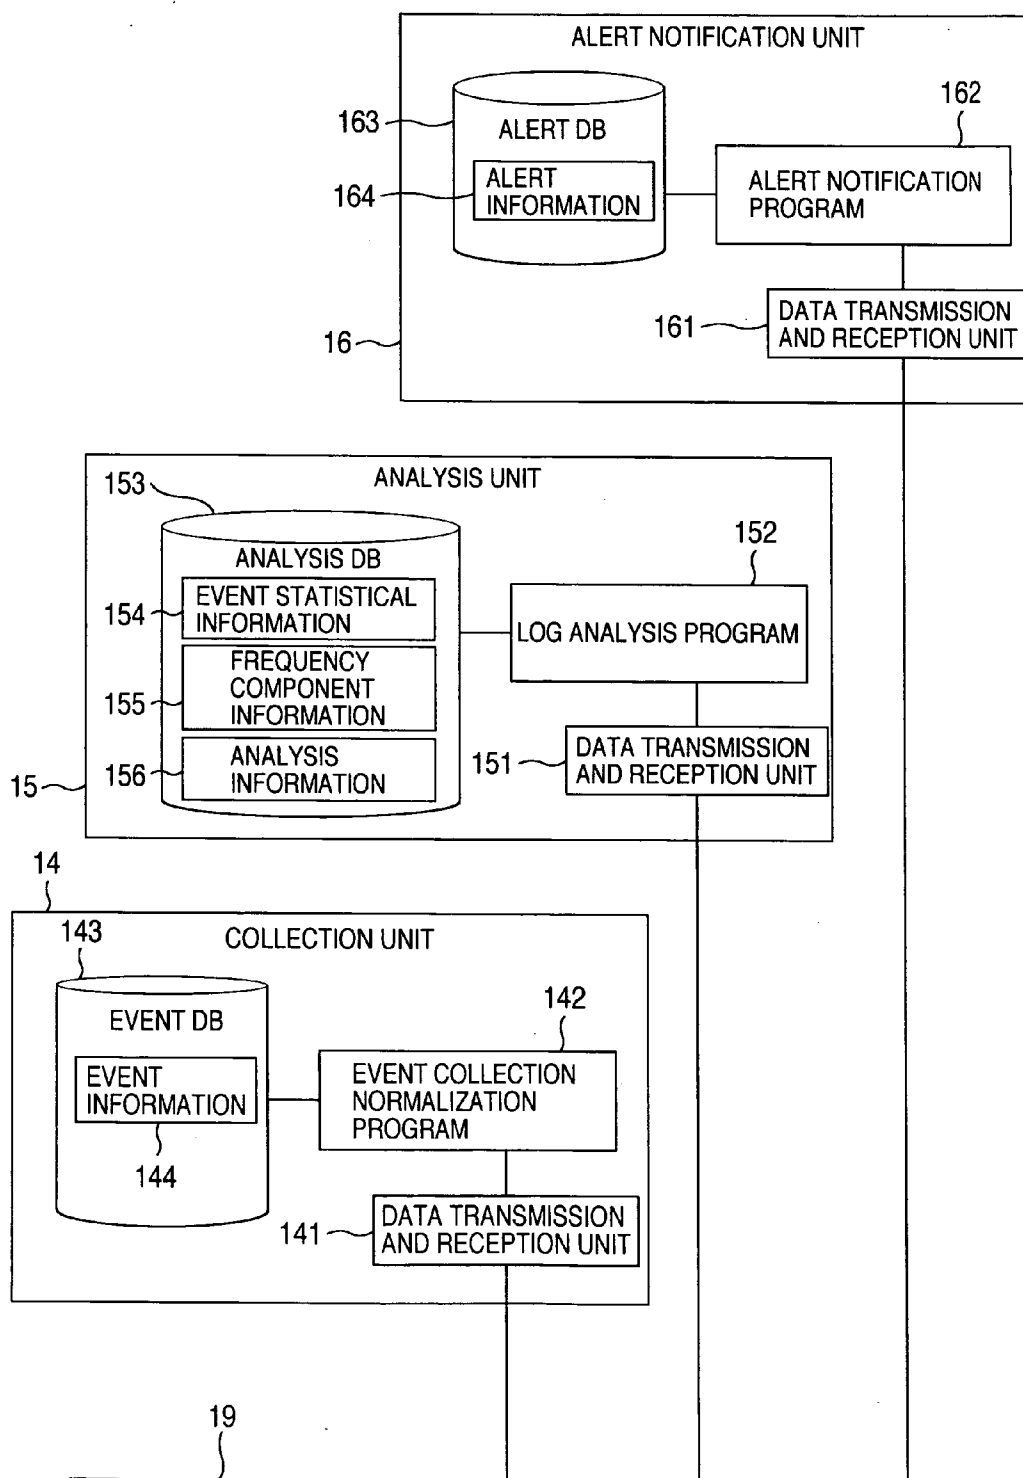 ALERT NOTIFICATION UNIT
163
ALERT DB
162
164
ALERT
INFORMATION
ALERT NOTIFICATION
PROGRAM
16
161
DATA TRANSMISSION
AND RECEPTION UNIT
153
ANALYSIS UNIT
ANALYSIS DB
152
154
EVENT STATISTICAL
INFORMATION
LOG ANALYSIS PROGRAM
155
FREQUENCY
COMPONENT
INFORMATION
15
156
ANALYSIS
INFORMATION
151
DATA TRANSMISSION
AND RECEPTION UNIT
14
143
COLLECTION UNIT
EVENT DB
142
EVENT
INFORMATION
144
EVENT COLLECTION
NORMALIZATION
PROGRAM
141
DATA TRANSMISSION
AND RECEPTION UNIT
19